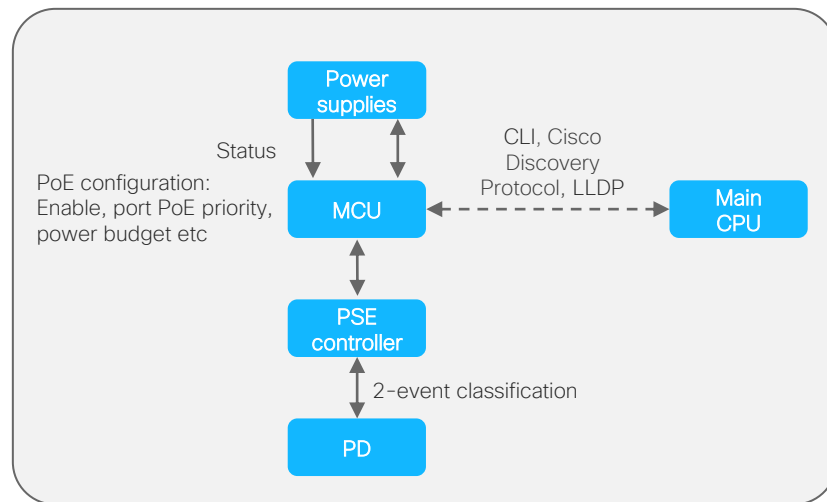 Power
supplies
Status
CLI, Cisco
Discovery
Protocol, LLDP
PoE configuration:
Enable, port PoE priority,
power budget etc
MCU
Main
CPU
PSE
controller
2-event classification
PD